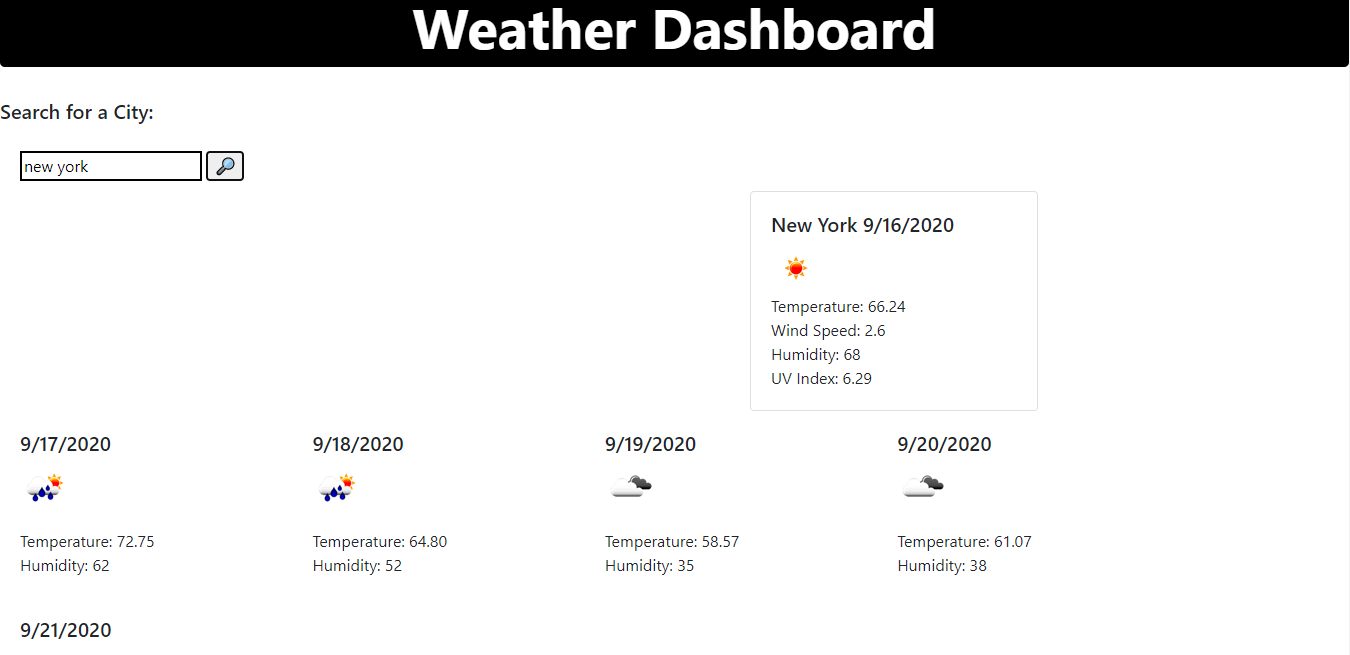 Weather Dashboard
Search for a City:
new york
New York 9/16/2020
Temperature: 66.24
Wind Speed: 2.6
Humidity: 68
UV Index: 6.29
9/17/2020
Temperature: 72.75
Humidity: 62
9/18/2020
Temperature: 64.80
Humidity: 52
9/19/2020
Temperature: 58.57
Humidity: 35
9/20/2020
Temperature: 61.07
Humidity: 38
9/21/2020